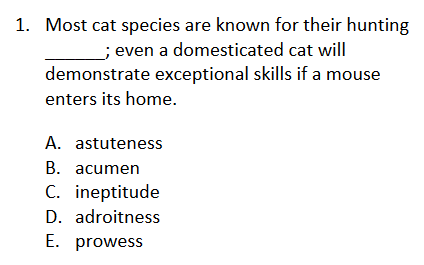 1. Most cat species are known for their hunting
______; even a domesticated cat will
demonstrate exceptional skills if a mouse
enters its home.
A. astuteness
B. acumen
C. ineptitude
D. adroitness
E. prowess